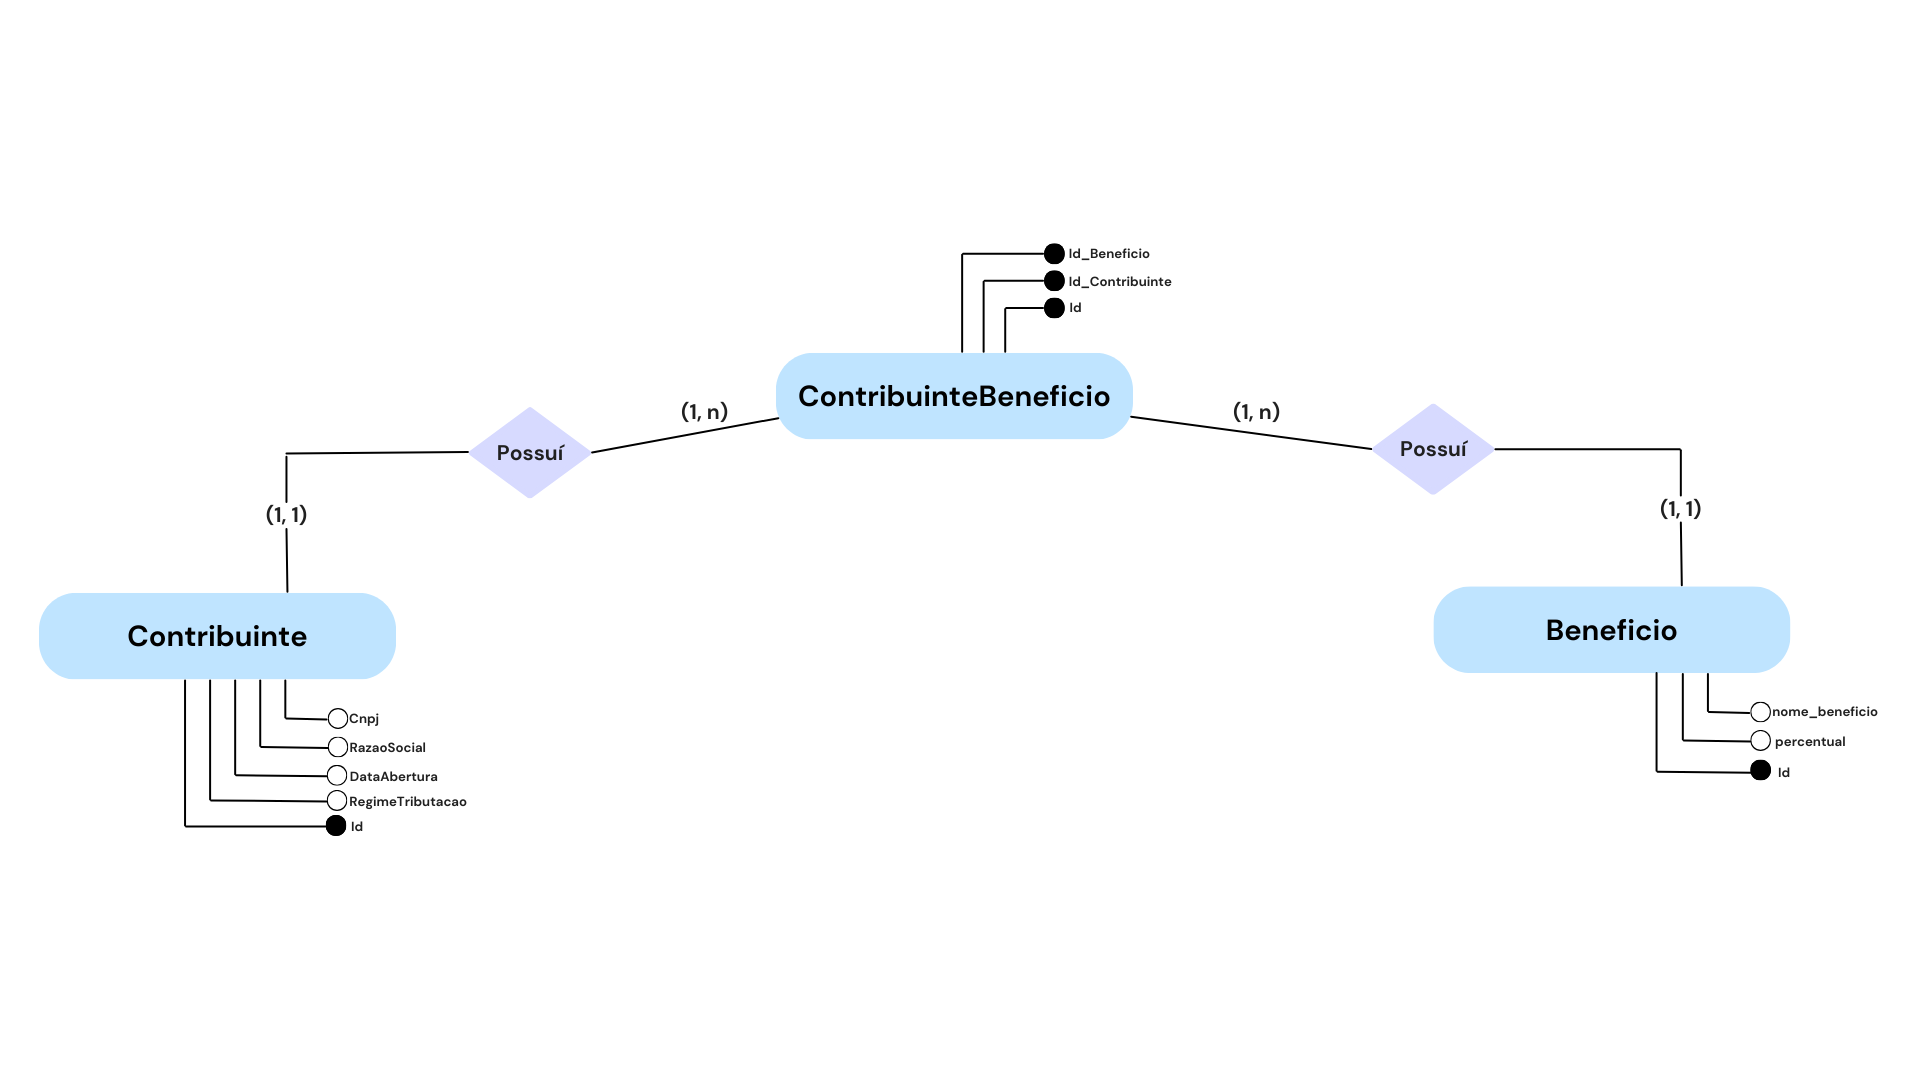 Id_Beneficio
Id_Contribuinte
Id
ContribuinteBeneficio
(1, n)
(1, n)
Possuí
Possuí
(1, 1)
(1, 1)
Contribuinte
Cnpj
RazaoSocial
DataAbertura
RegimeTributacao
Id
Beneficio
nome_beneficio
percentual
Id